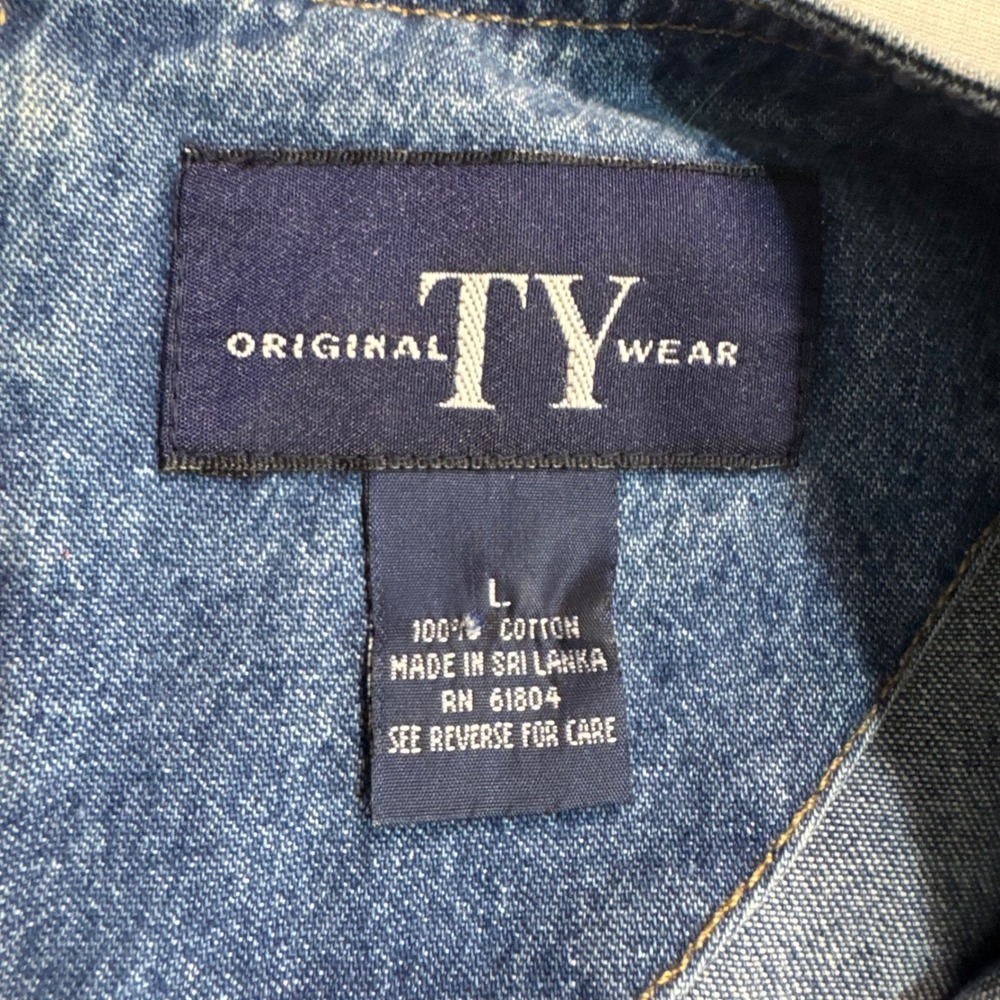 ORIGINAL TY WEAR
L
100% COTTON
MADE IN SRI LANKA
RN 61804
SEE REVERSE FOR CARE